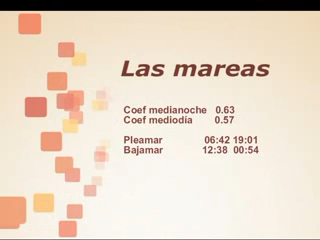 Las mareas
Coef medianoche 0.63
Coef mediodía 0.57
Pleamar 06:42 19:01
Bajamar 12:38 00:54